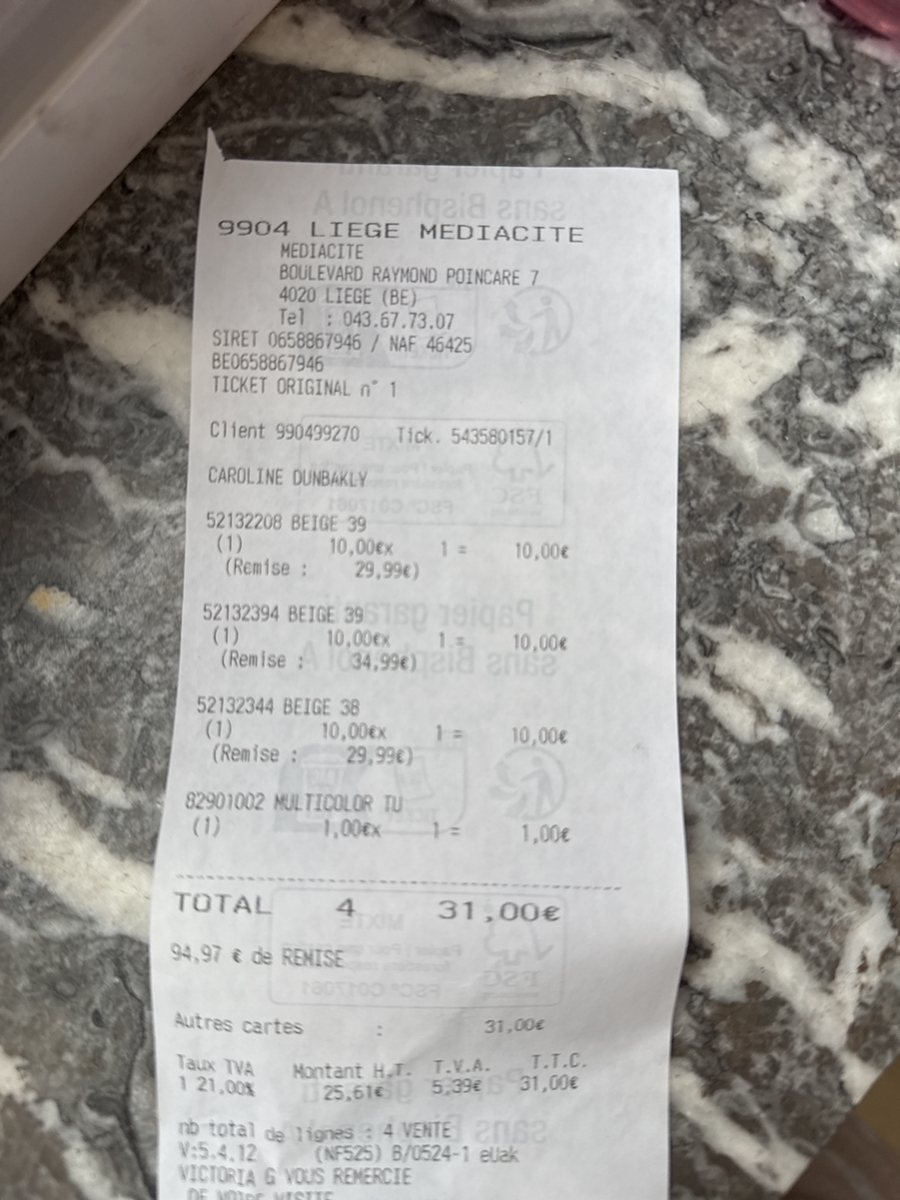 9904 LIEGE MEDIACITE
MEDIACITE
BOULEVARD RAYMOND POINCARE 7
4020 LIEGE (BE)
Tel : 043.67.73.07
SIRET 0658867946 / NAF 46425
BE0658867946
TICKET ORIGINAL n° 1
Client 990499270 Tick. 543580157/1
CAROLINE DUNBAKLY
52132208 BEIGE 39
(1) 10,00€x 1 = 10,00€
(Remise : 29,99€)
52132394 BEIGE 39
(1) 10,00€x 1 = 10,00€
(Remise : 34,99€)
52132344 BEIGE 38
(1) 10,00€x 1 = 10,00€
(Remise : 29,99€)
82901002 MULTICOLOR TU
(1) 1,00€x 1 = 1,00€
TOTAL 4 31,00€
94,97 € de REMISE
Autres cartes : 31,00€
Taux TVA Montant H.T. T.V.A. T.T.C.
1 21,00% 25,61€ 5,39€ 31,00€
nb total de lignes : 4 VENTE
V:5.4.12 (NF525) B/0524-1 eUak
VICTORIA G VOUS REMERCIE
DE VOTRE VISITE